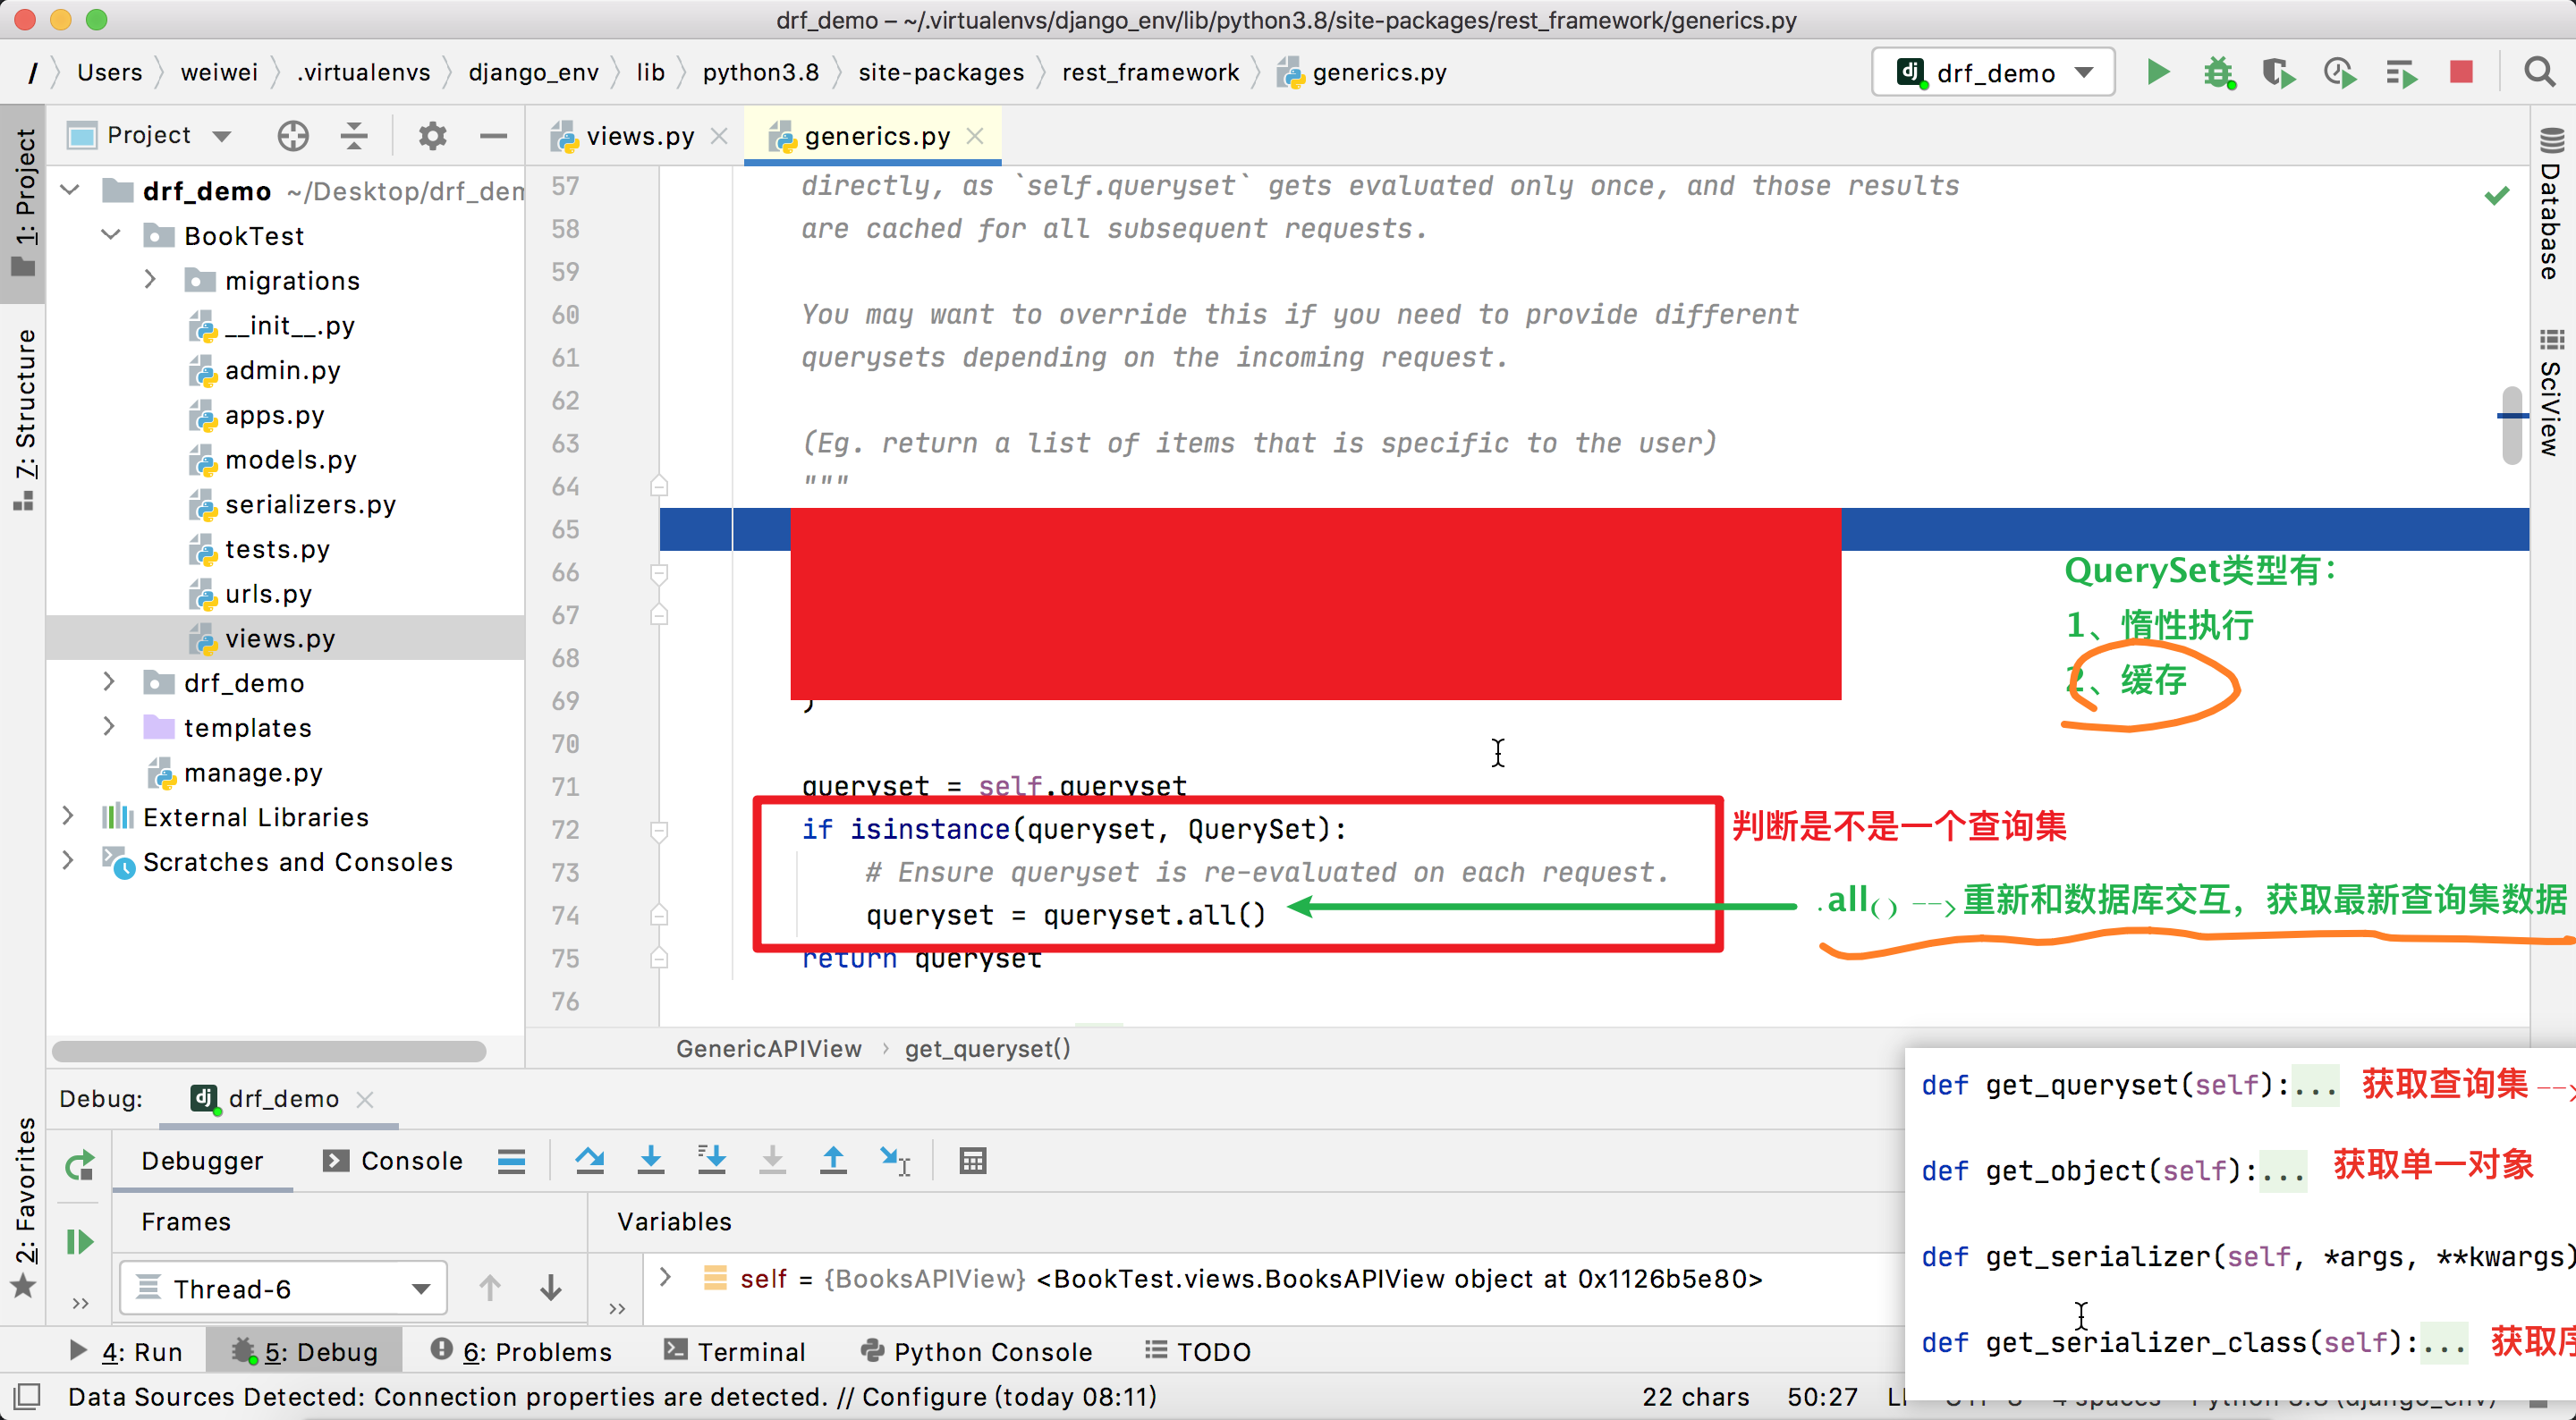 drf_demo – ~/.virtualenvs/django_env/lib/python3.8/site-packages/rest_framework/generics.py
/ Users weiwei .virtualenvs django_env lib python3.8 site-packages rest_framework generics.py drf_demo
1: Project
7: Structure
2: Favorites
Project
drf_demo ~/Desktop/drf_dem
BookTest
migrations
__init__.py
admin.py
apps.py
models.py
serializers.py
tests.py
urls.py
views.py
drf_demo
templates
manage.py
External Libraries
Scratches and Consoles
views.py generics.py
57 directly, as `self.queryset` gets evaluated only once, and those results
58 are cached for all subsequent requests.
59
60 You may want to override this if you need to provide different
61 querysets depending on the incoming request.
62
63 (Eg. return a list of items that is specific to the user)
64 """
65
66
67
68
69 )
70
71 queryset = self.queryset
72 if isinstance(queryset, QuerySet):
73 # Ensure queryset is re-evaluated on each request.
74 queryset = queryset.all()
75 return queryset
76
QuerySet类型有：
1、惰性执行
2、缓存
判断是不是一个查询集
.all() --> 重新和数据库交互，获取最新查询集数据
Database
SciView
GenericAPIView › get_queryset()
def get_queryset(self):... 获取查询集 -->
def get_object(self):... 获取单一对象
def get_serializer(self, *args, **kwargs)
def get_serializer_class(self):... 获取序
Debug: drf_demo
Debugger Console
Frames Variables
Thread-6
self = {BooksAPIView} <BookTest.views.BooksAPIView object at 0x1126b5e80>
4: Run 5: Debug 6: Problems Terminal Python Console TODO
Data Sources Detected: Connection properties are detected. // Configure (today 08:11) 22 chars 50:27